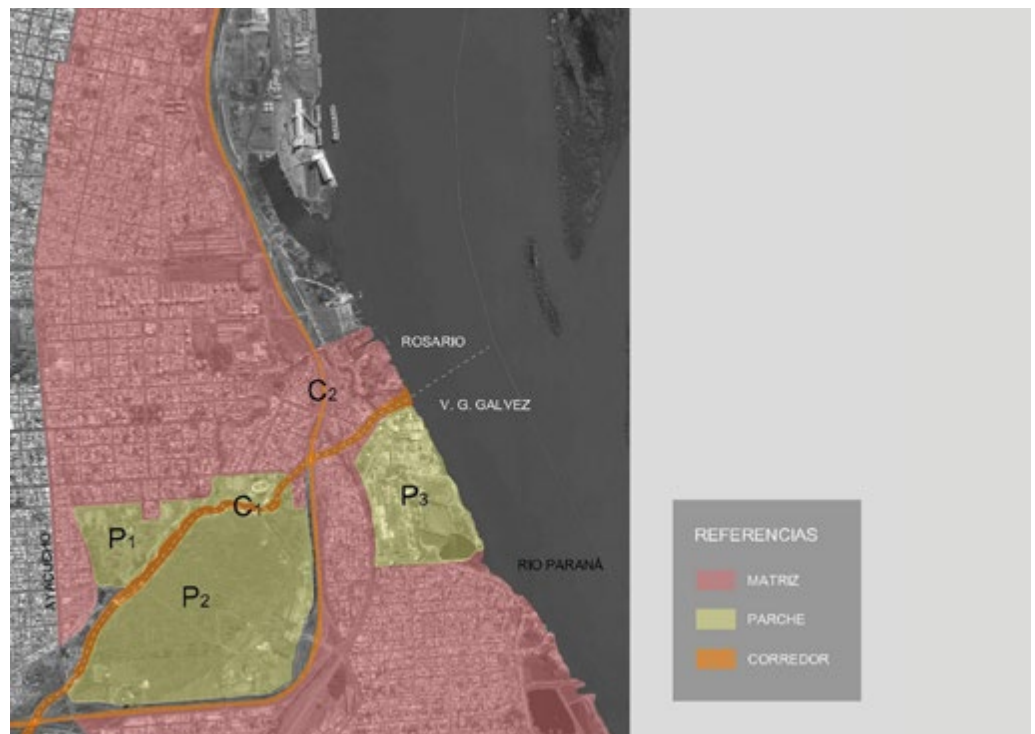 ROSARIO
C2
V. G. GALVEZ
P3
C1
P1
P2
AYACUCHO
RIO PARANÁ
REFERENCIAS
MATRIZ
PARCHE
CORREDOR